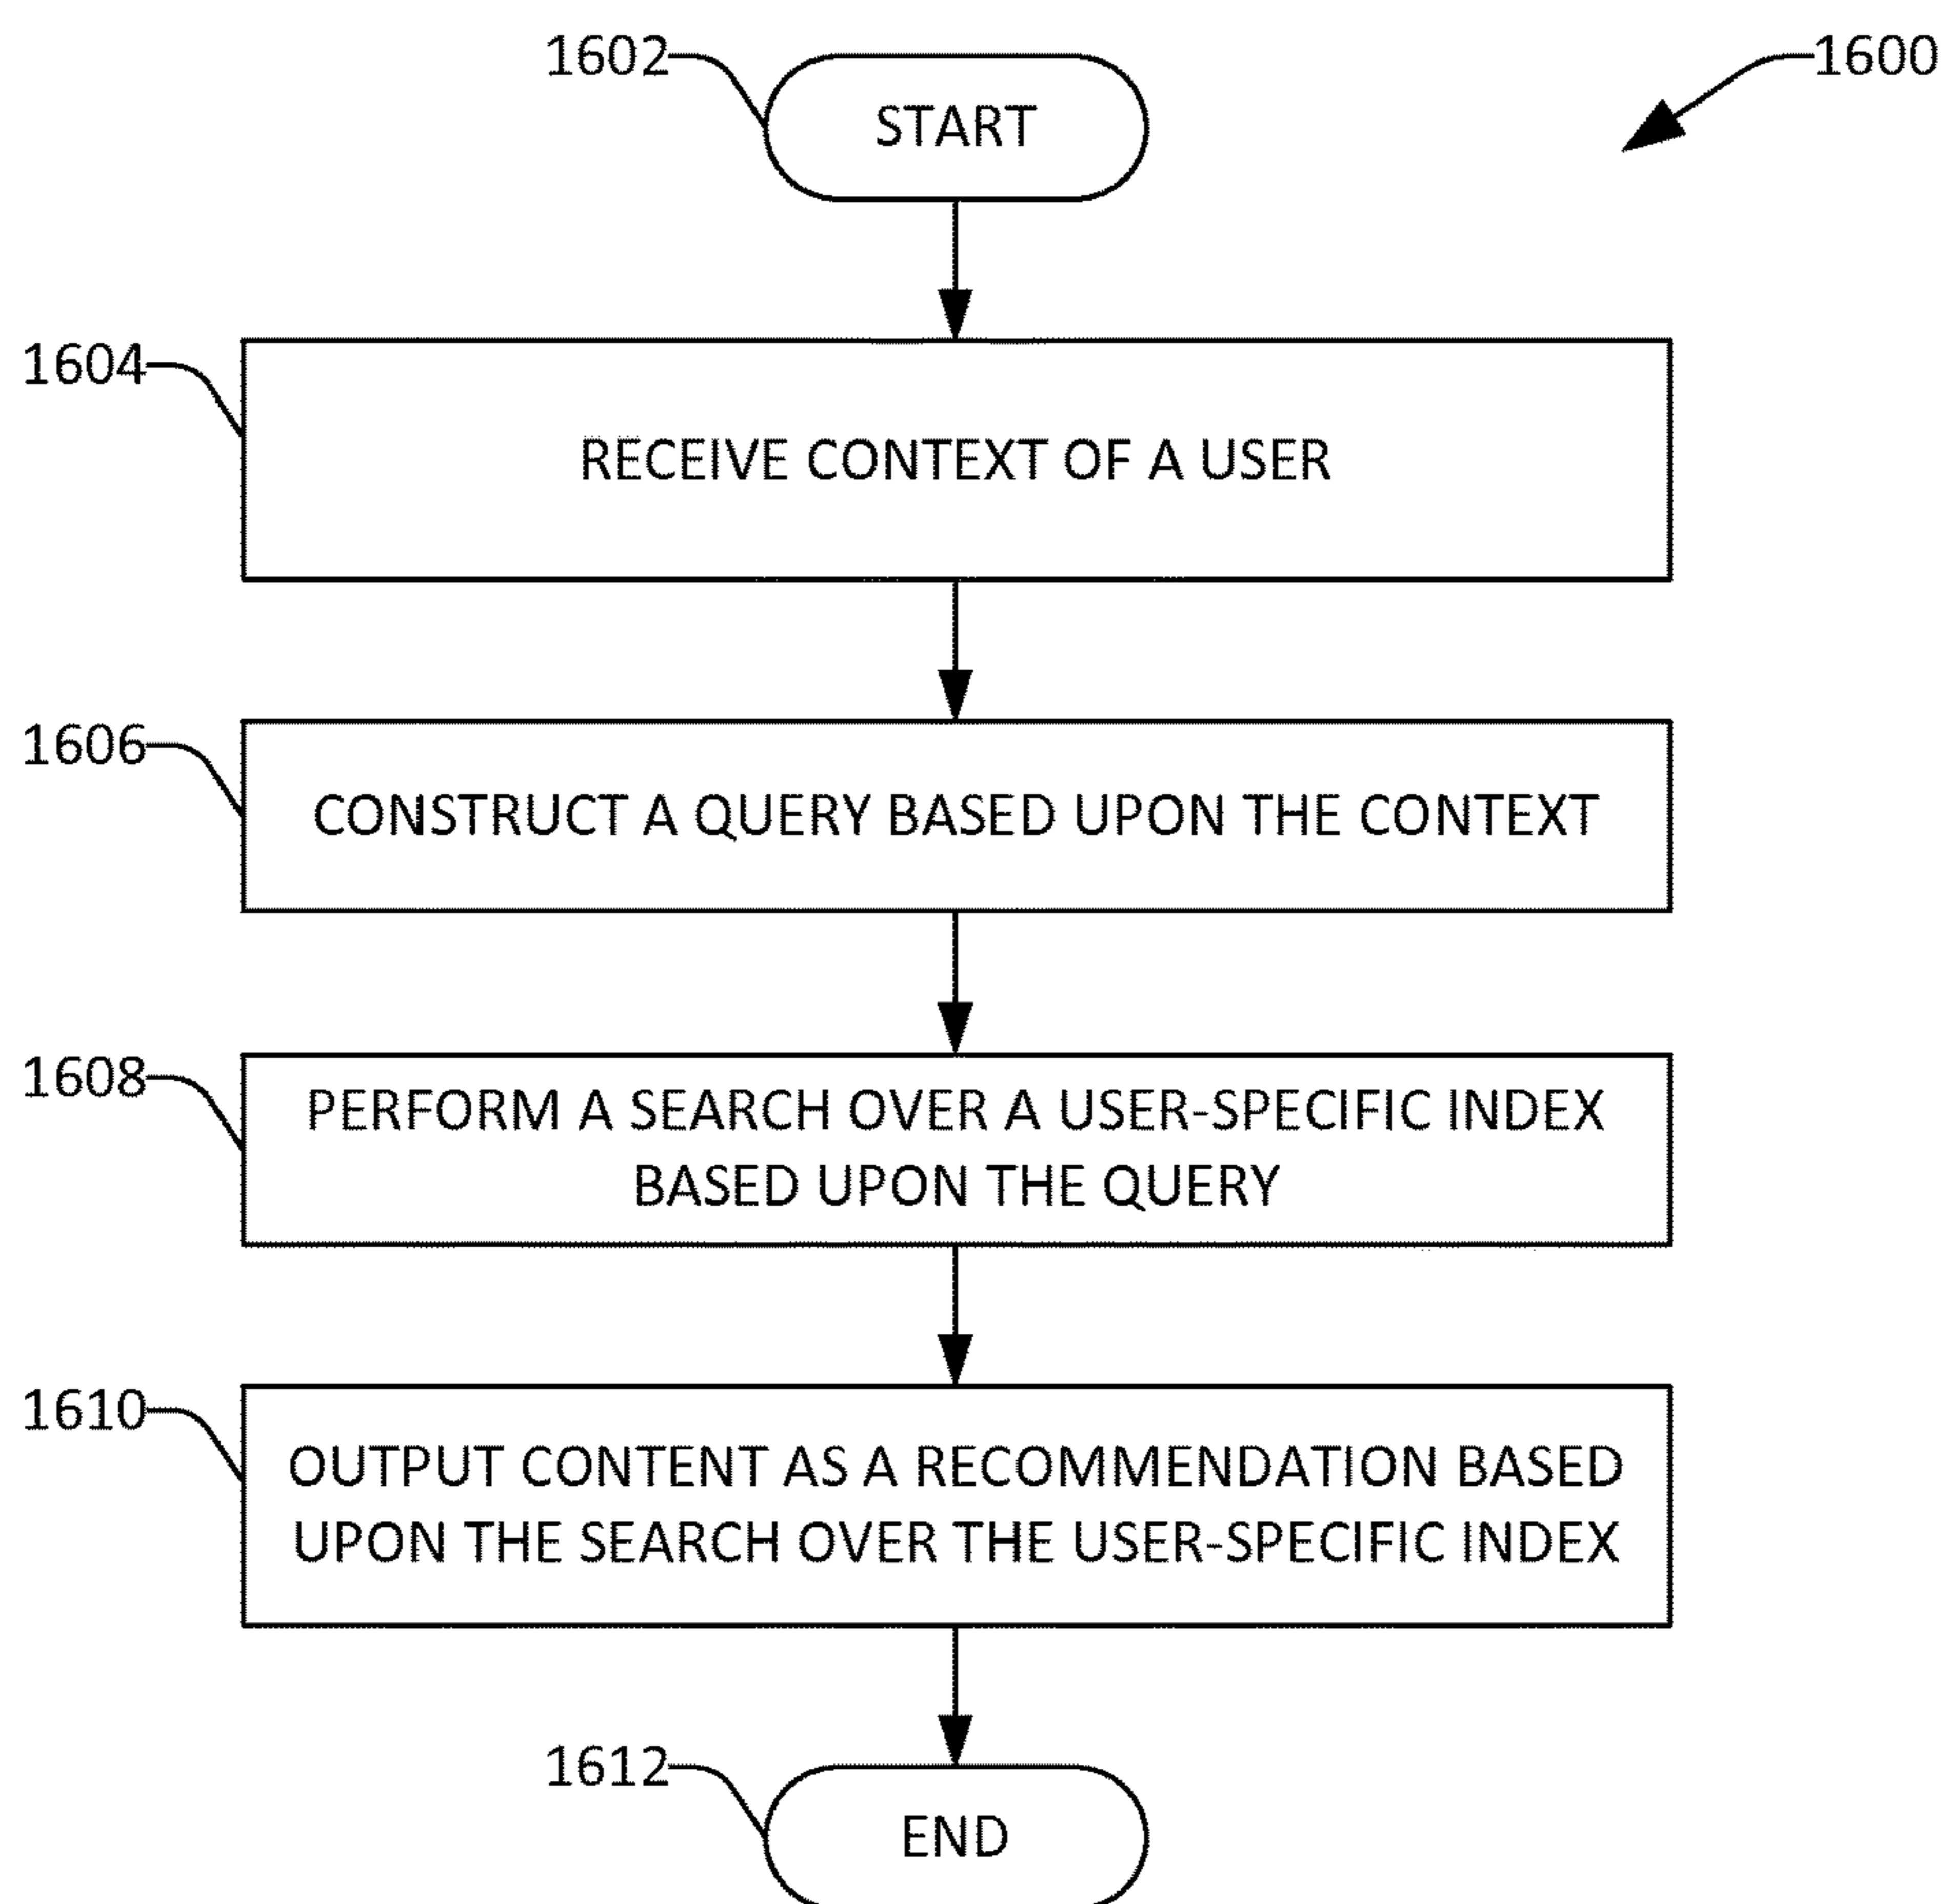 1602
1600
START
1604
RECEIVE CONTEXT OF A USER
1606
CONSTRUCT A QUERY BASED UPON THE CONTEXT
1608
PERFORM A SEARCH OVER A USER-SPECIFIC INDEX
BASED UPON THE QUERY
1610
OUTPUT CONTENT AS A RECOMMENDATION BASED
UPON THE SEARCH OVER THE USER-SPECIFIC INDEX
1612
END